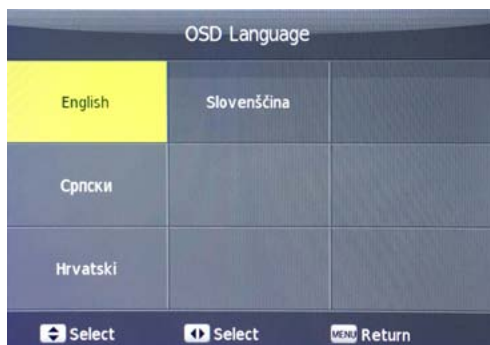 OSD Language
English Slovenščina
Српски
Hrvatski
Select Select MENU Return